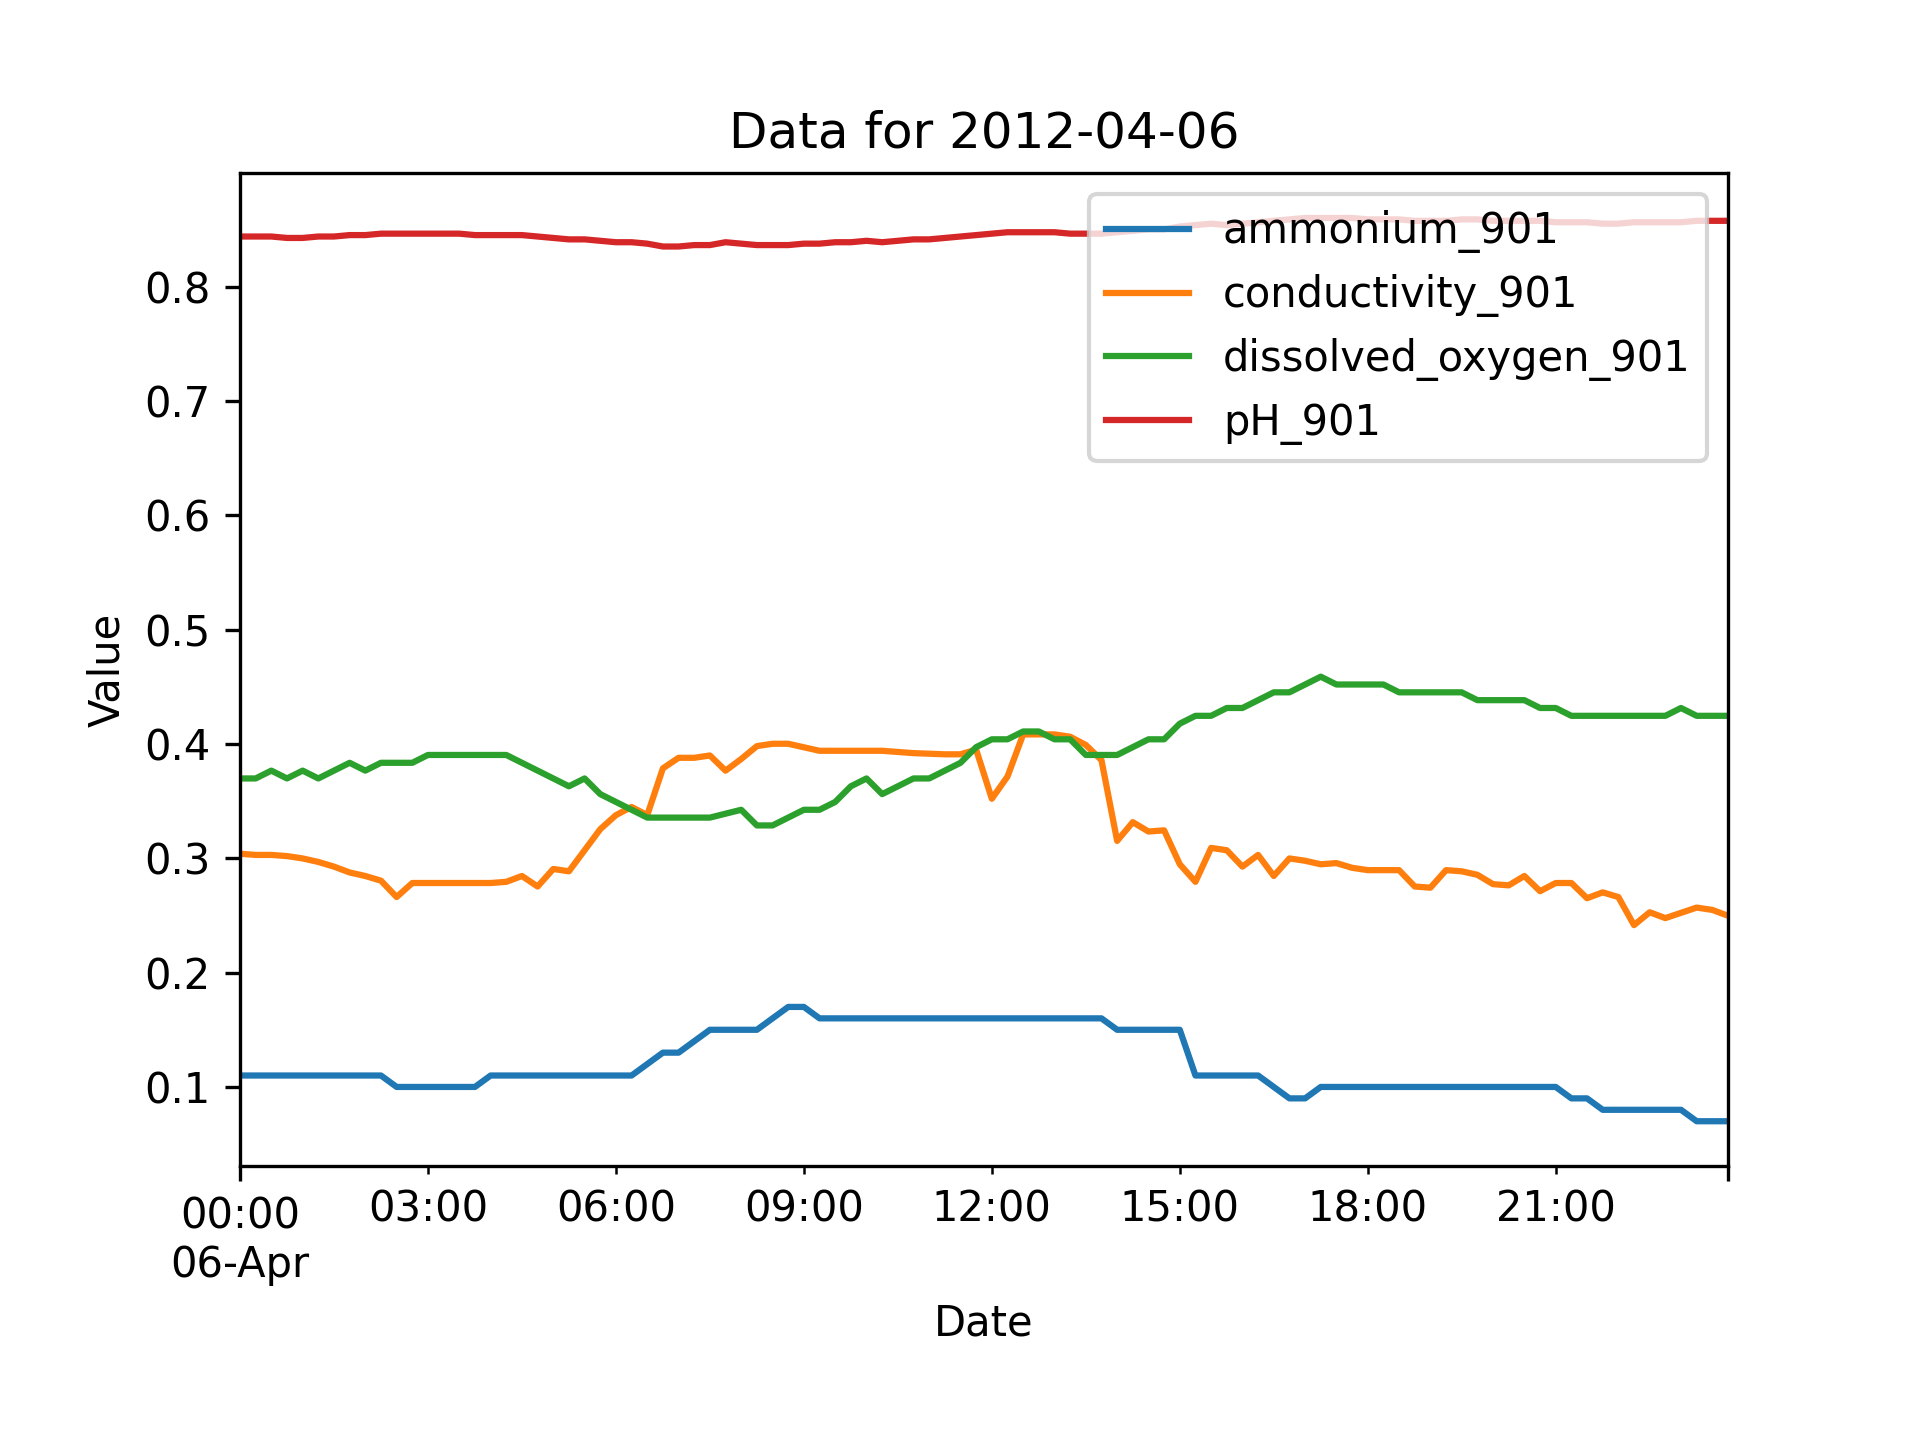 Data for 2012-04-06
ammonium_901
conductivity_901
dissolved_oxygen_901
pH_901
Value
0.8
0.7
0.6
0.5
0.4
0.3
0.2
0.1
00:00 03:00 06:00 09:00 12:00 15:00 18:00 21:00
06-Apr
Date